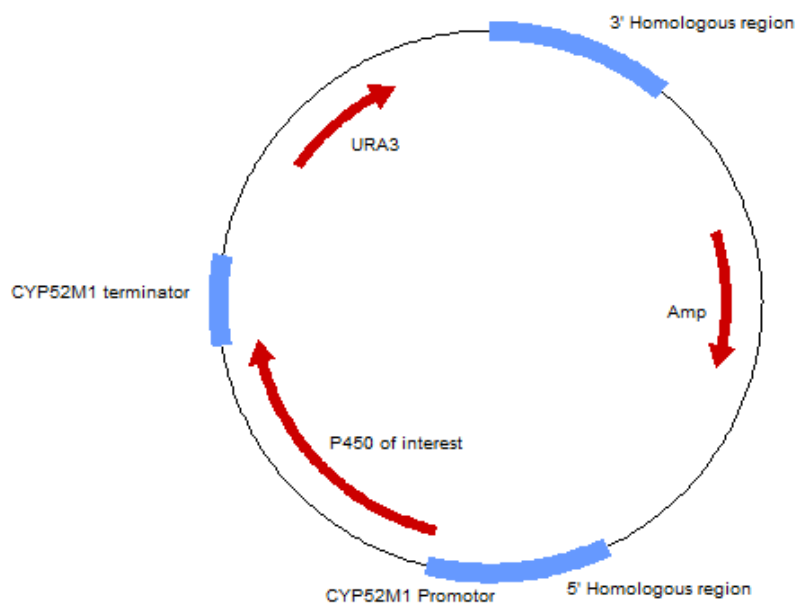 3' Homologous region
URA3
CYP52M1 terminator
Amp
P450 of interest
5' Homologous region
CYP52M1 Promotor